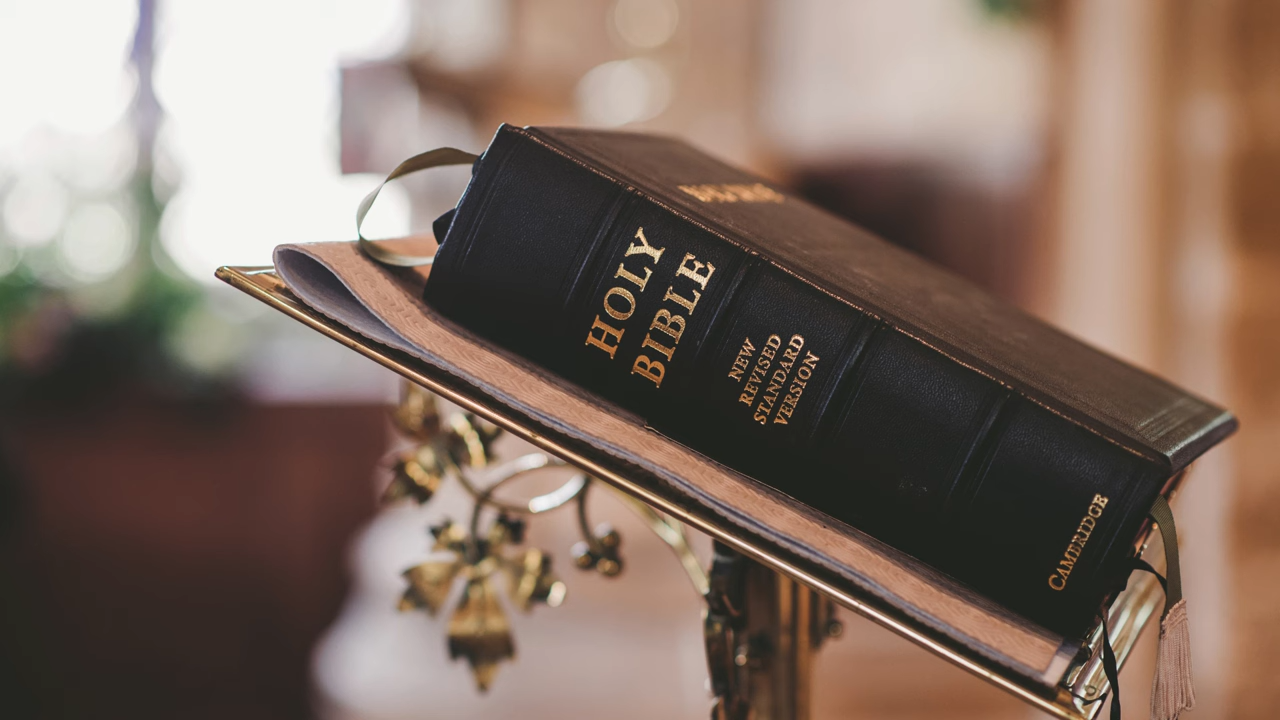 HOLY
BIBLE
NEW
REVISED
STANDARD
VERSION
CAMBRIDGE